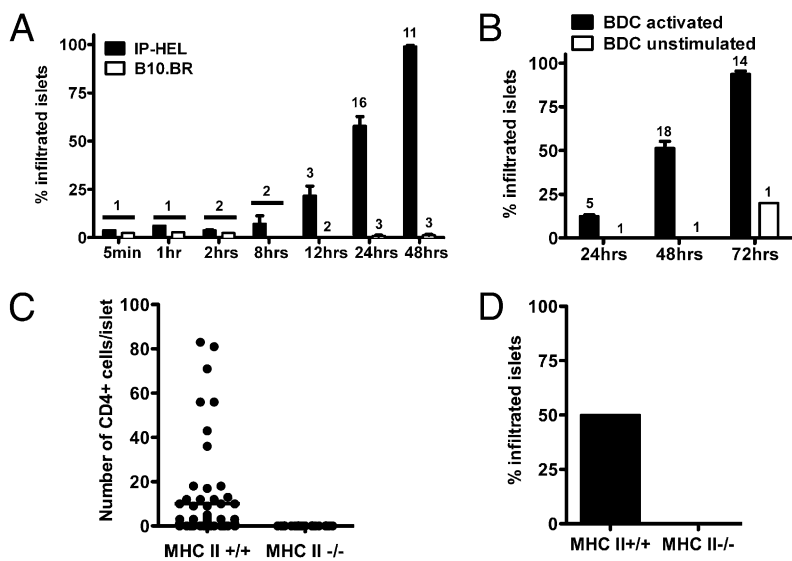 A
IP-HEL
B10.BR
% infiltrated islets
100
75
50
25
0
1
1
2
2
3
2
16
3
11
3
5min
1hr
2hrs
8hrs
12hrs
24hrs
48hrs
B
BDC activated
BDC unstimulated
% infiltrated islets
100
75
50
25
0
5
1
18
1
14
1
24hrs
48hrs
72hrs
C
Number of CD4+ cells/islet
100
80
60
40
20
0
MHC II +/+
MHC II -/-
D
% infiltrated islets
100
75
50
25
0
MHC II+/+
MHC II-/-